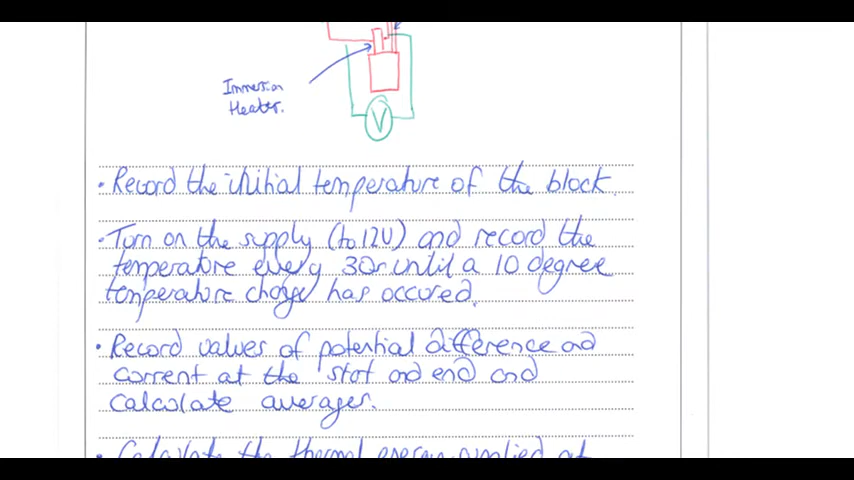 Immersion
Heater.
V
• Record the initial temperature of the block.
• Turn on the supply (to 12V) and record the
temperature every 30s until a 10 degree
temperature change has occured.
• Record values of potential difference and
current at the start and end and
calculate averages.
• Calculate the thermal energy supplied at